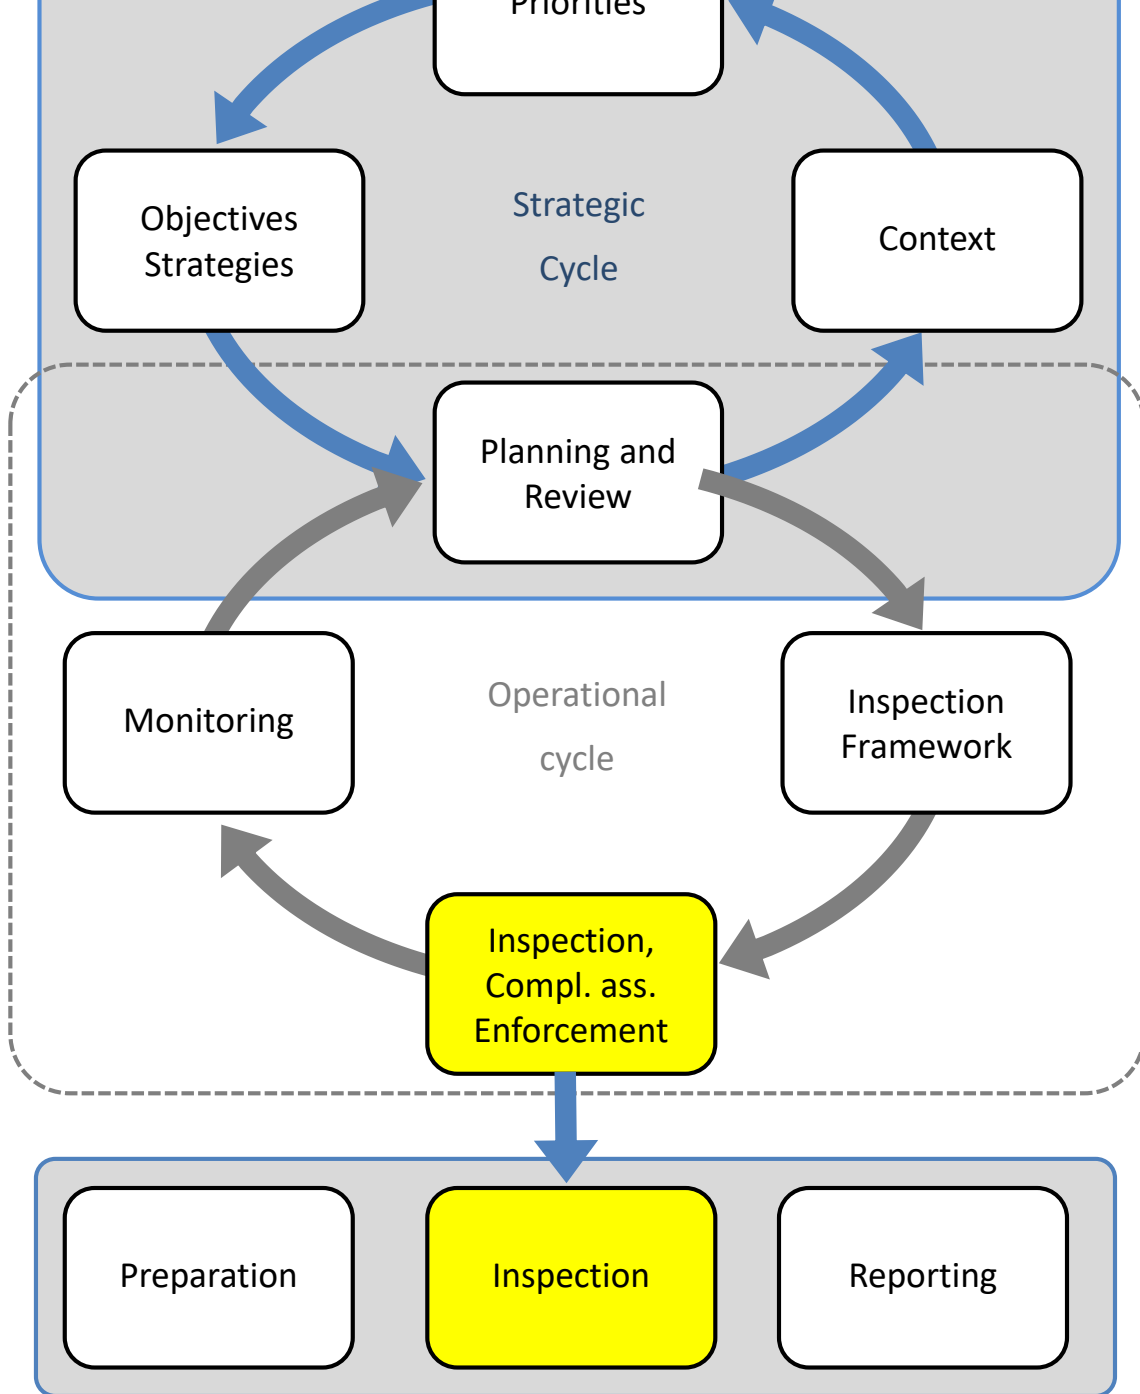 Priorities
Objectives
Strategies
Strategic
Cycle
Context
Planning and
Review
Monitoring
Operational
cycle
Inspection
Framework
Inspection,
Compl. ass.
Enforcement
Preparation
Inspection
Reporting